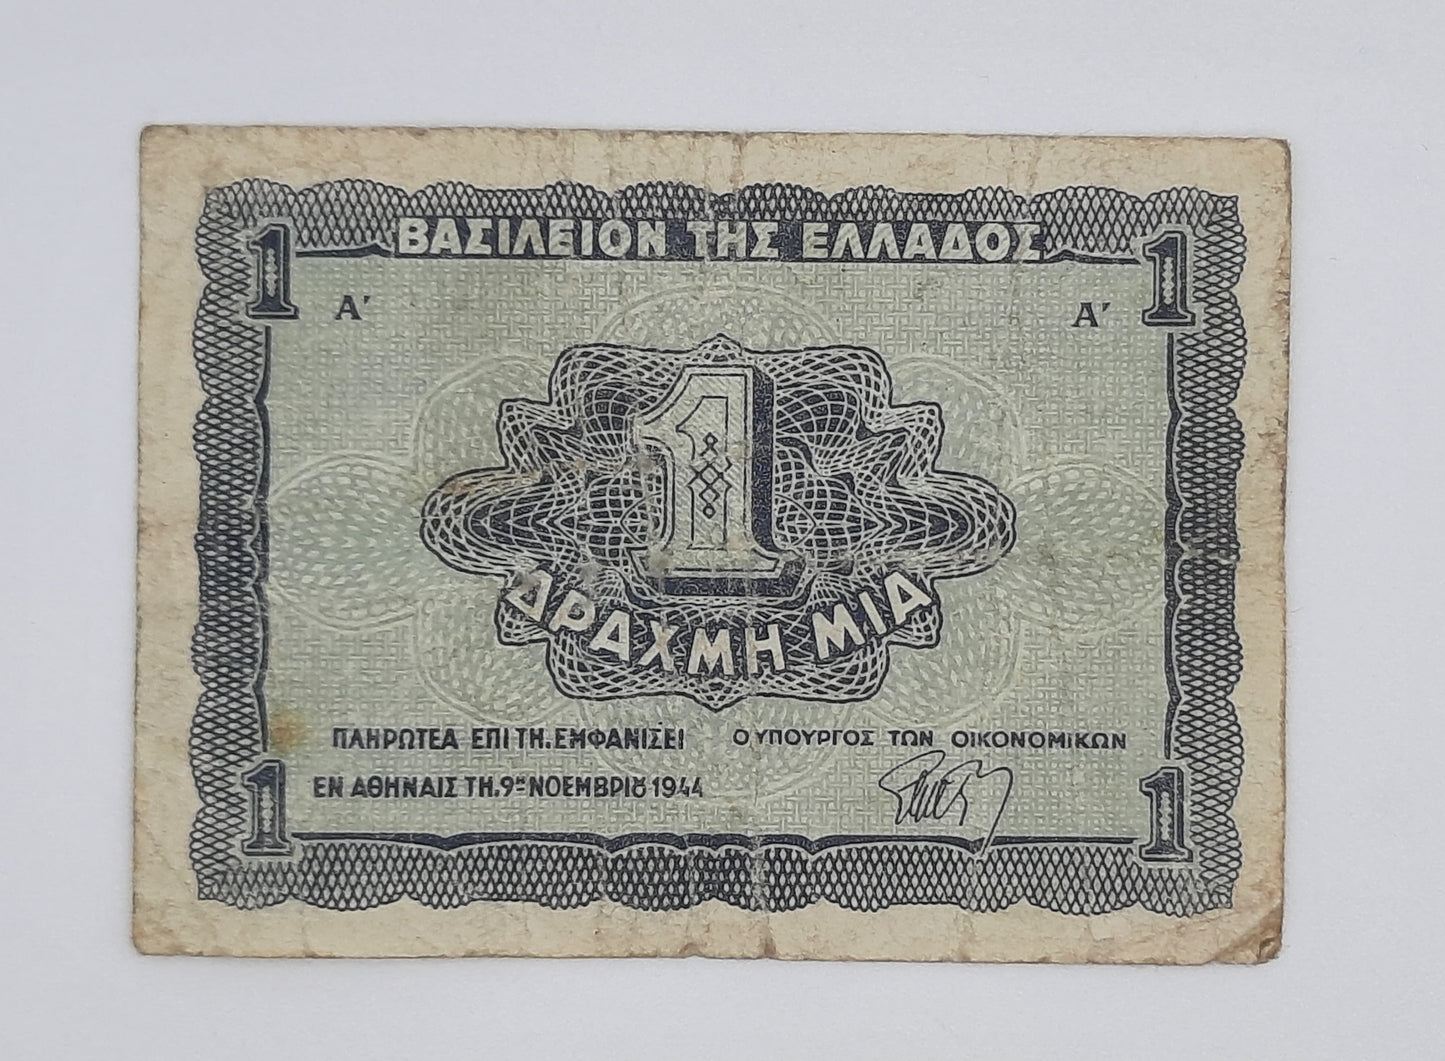 ΒΑΣΙΛΕΙΟΝ ΤΗΣ ΕΛΛΑΔΟΣ
1 1
Α' Α'
1
ΔΡΑΧΜΗ ΜΙΑ
ΠΛΗΡΩΤΕΑ ΕΠΙ ΤΗ. ΕΜΦΑΝΙΣΕΙ
Ο ΥΠΟΥΡΓΟΣ ΤΩΝ ΟΙΚΟΝΟΜΙΚΩΝ
ΕΝ ΑΘΗΝΑΙΣ ΤΗ. 9ῃ ΝΟΕΜΒΡΙȢ 1944
1 1